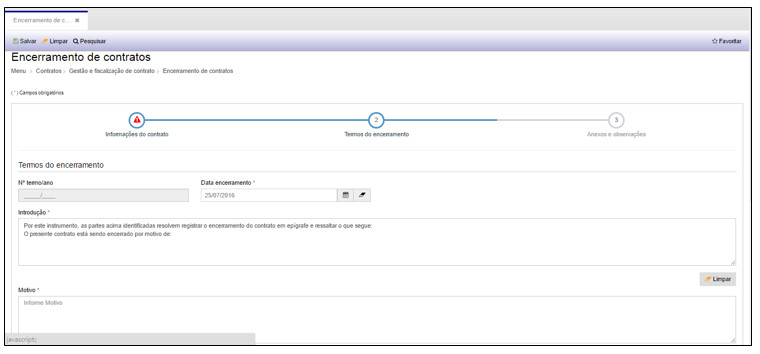 Encerramento de c...
Salvar Limpar Pesquisar Favoritar
Encerramento de contratos
Menu > Contratos > Gestão e fiscalização de contrato > Encerramento de contratos
(*) Campos obrigatórios
2 3
Informações do contrato Termos do encerramento Anexos e observações
Termos do encerramento
Nº termo/ano Data encerramento *
_____/____ 25/07/2016
Introdução *
Por este instrumento, as partes acima identificadas resolvem registrar o encerramento do contrato em epígrafe e ressaltar o que segue:
O presente contrato está sendo encerrado por motivo de:
Limpar
Motivo *
Informe Motivo
javascript:;